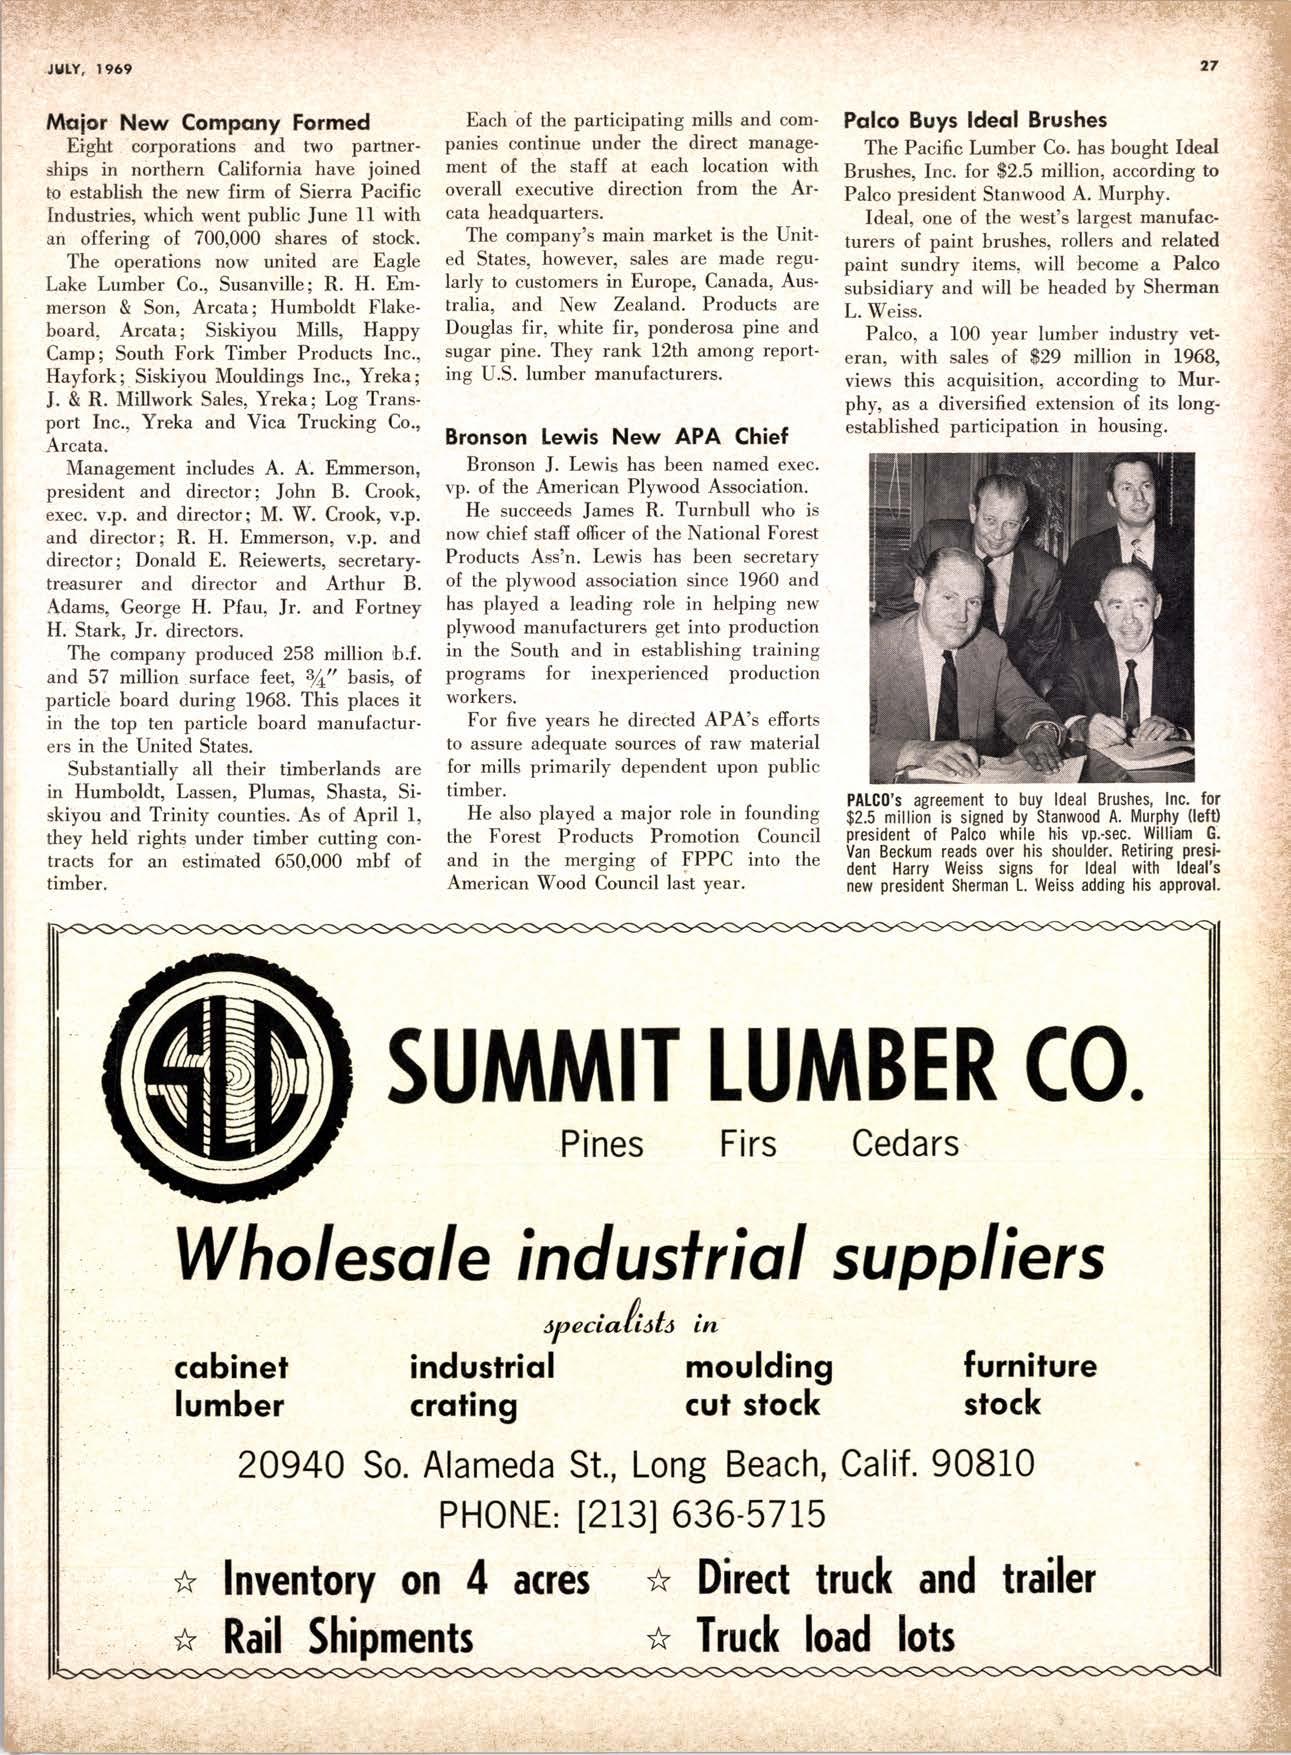 JULY, 1969
27
Major New Company Formed
Eight corporations and two partner-
ships in northern California have joined
to establish the new firm of Sierra Pacific
Industries, which went public June 11 with
an offering of 700,000 shares of stock.
The operations now united are Eagle
Lake Lumber Co., Susanville; R. H. Em-
merson & Son, Arcata; Humboldt Flake-
board, Arcata; Siskiyou Mills, Happy
Camp; South Fork Timber Products Inc.,
Hayfork; Siskiyou Mouldings Inc., Yreka;
J. & R. Millwork Sales, Yreka; Log Trans-
port Inc., Yreka and Vica Trucking Co.,
Arcata.
Management includes A. A. Emmerson,
president and director; John B. Crook,
exec. v.p. and director; M. W. Crook, v.p.
and director; R. H. Emmerson, v.p. and
director; Donald E. Reiewerts, secretary-
treasurer and director and Arthur B.
Adams, George H. Pfau, Jr. and Fortney
H. Stark, Jr. directors.
The company produced 258 million b.f.
and 57 million surface feet, ¾" basis, of
particle board during 1968. This places it
in the top ten particle board manufactur-
ers in the United States.
Substantially all their timberlands are
in Humboldt, Lassen, Plumas, Shasta, Si-
skiyou and Trinity counties. As of April 1,
they held rights under timber cutting con-
tracts for an estimated 650,000 mbf of
timber.
Each of the participating mills and com-
panies continue under the direct manage-
ment of the staff at each location with
overall executive direction from the Ar-
cata headquarters.
The company's main market is the Unit-
ed States, however, sales are made regu-
larly to customers in Europe, Canada, Aus-
tralia, and New Zealand. Products are
Douglas fir, white fir, ponderosa pine and
sugar pine. They rank 12th among report-
ing U.S. lumber manufacturers.
Bronson Lewis New APA Chief
Bronson J. Lewis has been named exec.
vp. of the American Plywood Association.
He succeeds James R. Turnbull who is
now chief staff officer of the National Forest
Products Ass'n. Lewis has been secretary
of the plywood association since 1960 and
has played a leading role in helping new
plywood manufacturers get into production
in the South and in establishing training
programs for inexperienced production
workers.
For five years he directed APA's efforts
to assure adequate sources of raw material
for mills primarily dependent upon public
timber.
He also played a major role in founding
the Forest Products Promotion Council
and in the merging of FPPC into the
American Wood Council last year.
Palco Buys Ideal Brushes
The Pacific Lumber Co. has bought Ideal
Brushes, Inc. for $2.5 million, according to
Palco president Stanwood A. Murphy.
Ideal, one of the west's largest manufac-
turers of paint brushes, rollers and related
paint sundry items, will become a Palco
subsidiary and will be headed by Sherman
L. Weiss.
Palco, a 100 year lumber industry vet-
eran, with sales of $29 million in 1968,
views this acquisition, according to Mur-
phy, as a diversified extension of its long-
established participation in housing.
PALCO's agreement to buy Ideal Brushes, Inc. for
$2.5 million is signed by Stanwood A. Murphy (left)
president of Palco while his vp.-sec. William G.
Van Beckum reads over his shoulder. Retiring presi-
dent Harry Weiss signs for Ideal with Ideal's
new president Sherman L. Weiss adding his approval.
SLC
SUMMIT LUMBER CO.
Pines Firs Cedars
Wholesale industrial suppliers
specialists in
cabinet industrial moulding furniture
lumber crating cut stock stock
20940 So. Alameda St., Long Beach, Calif. 90810
PHONE: [213] 636-5715
☆ Inventory on 4 acres ☆ Direct truck and trailer
☆ Rail Shipments ☆ Truck load lots